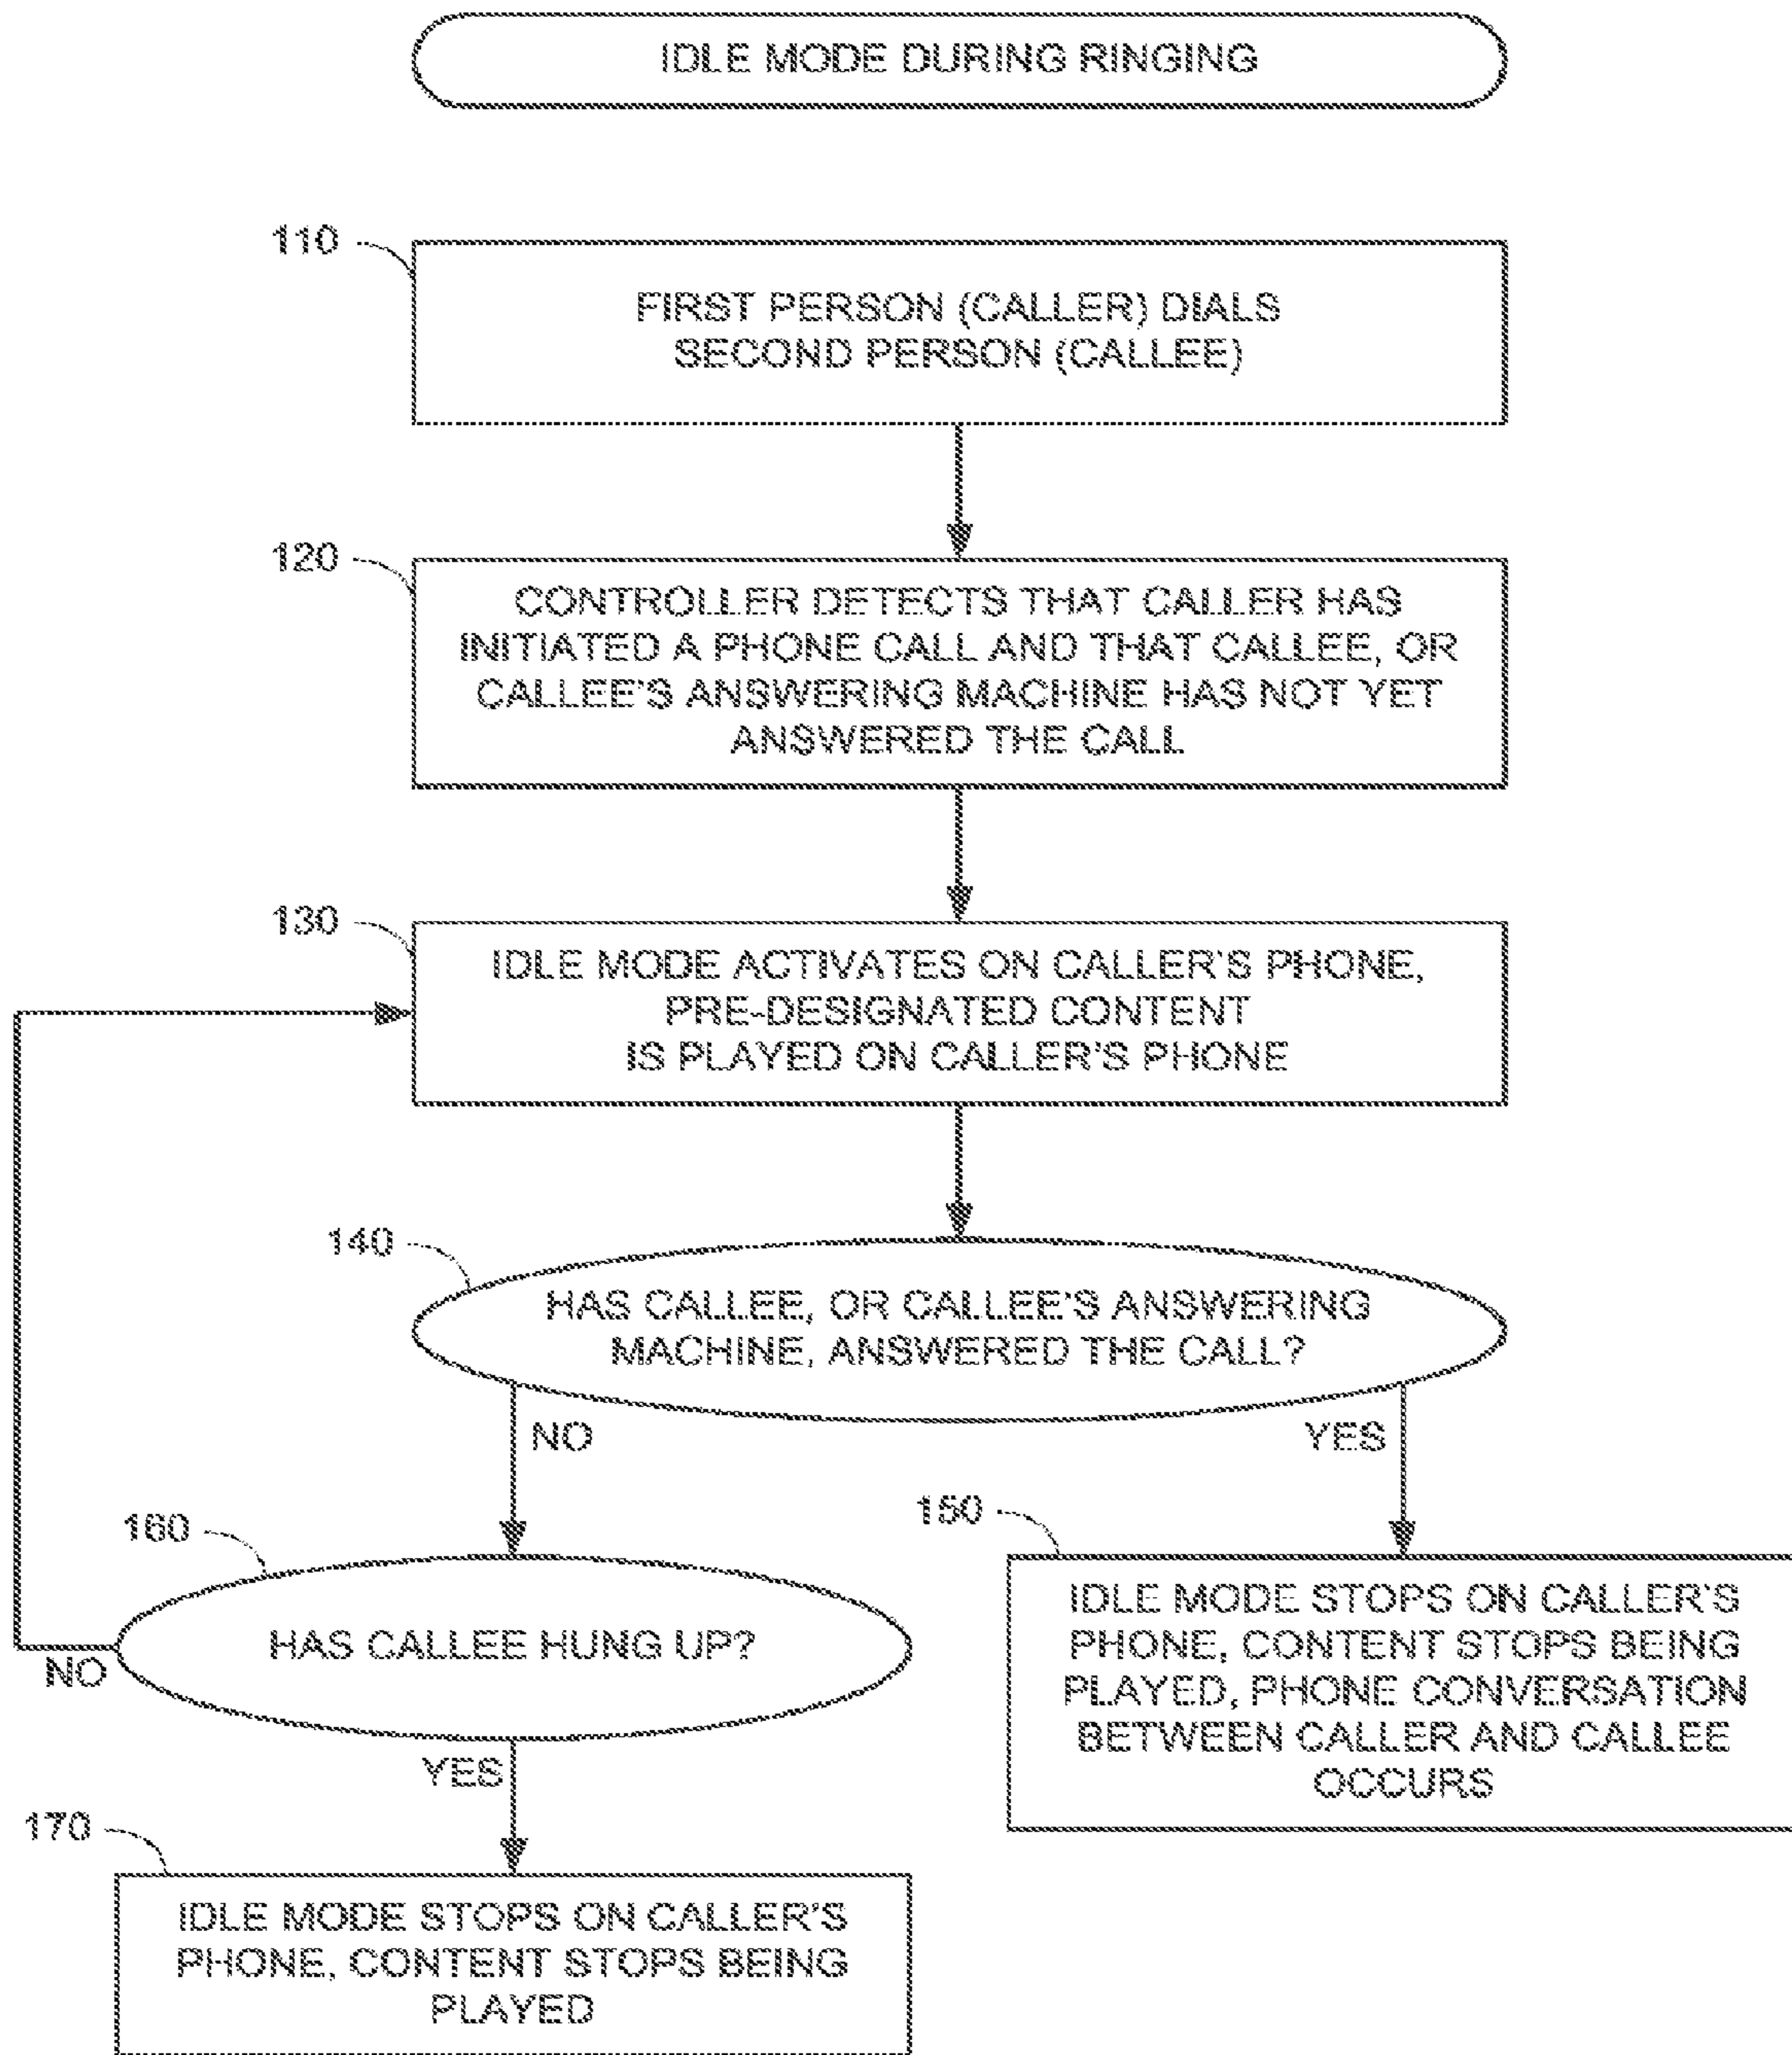 IDLE MODE DURING RINGING
110
FIRST PERSON (CALLER) DIALS
SECOND PERSON (CALLEE)
120
CONTROLLER DETECTS THAT CALLER HAS
INITIATED A PHONE CALL AND THAT CALLEE, OR
CALLEE'S ANSWERING MACHINE HAS NOT YET
ANSWERED THE CALL
130
IDLE MODE ACTIVATES ON CALLER'S PHONE,
PRE-DESIGNATED CONTENT
IS PLAYED ON CALLER'S PHONE
140
HAS CALLEE, OR CALLEE'S ANSWERING
MACHINE, ANSWERED THE CALL?
NO
YES
160
HAS CALLEE HUNG UP?
NO
YES
150
IDLE MODE STOPS ON CALLER'S
PHONE, CONTENT STOPS BEING
PLAYED, PHONE CONVERSATION
BETWEEN CALLER AND CALLEE
OCCURS
170
IDLE MODE STOPS ON CALLER'S
PHONE, CONTENT STOPS BEING
PLAYED